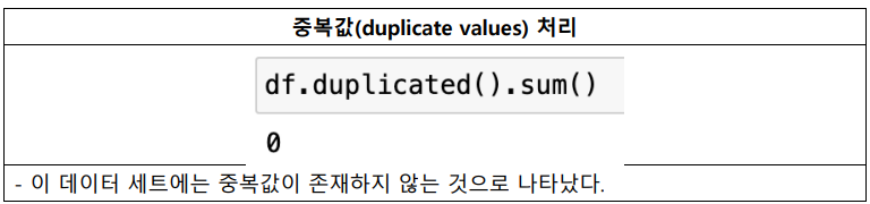 중복값(duplicate values) 처리
df.duplicated().sum()
0
- 이 데이터 세트에는 중복값이 존재하지 않는 것으로 나타났다.